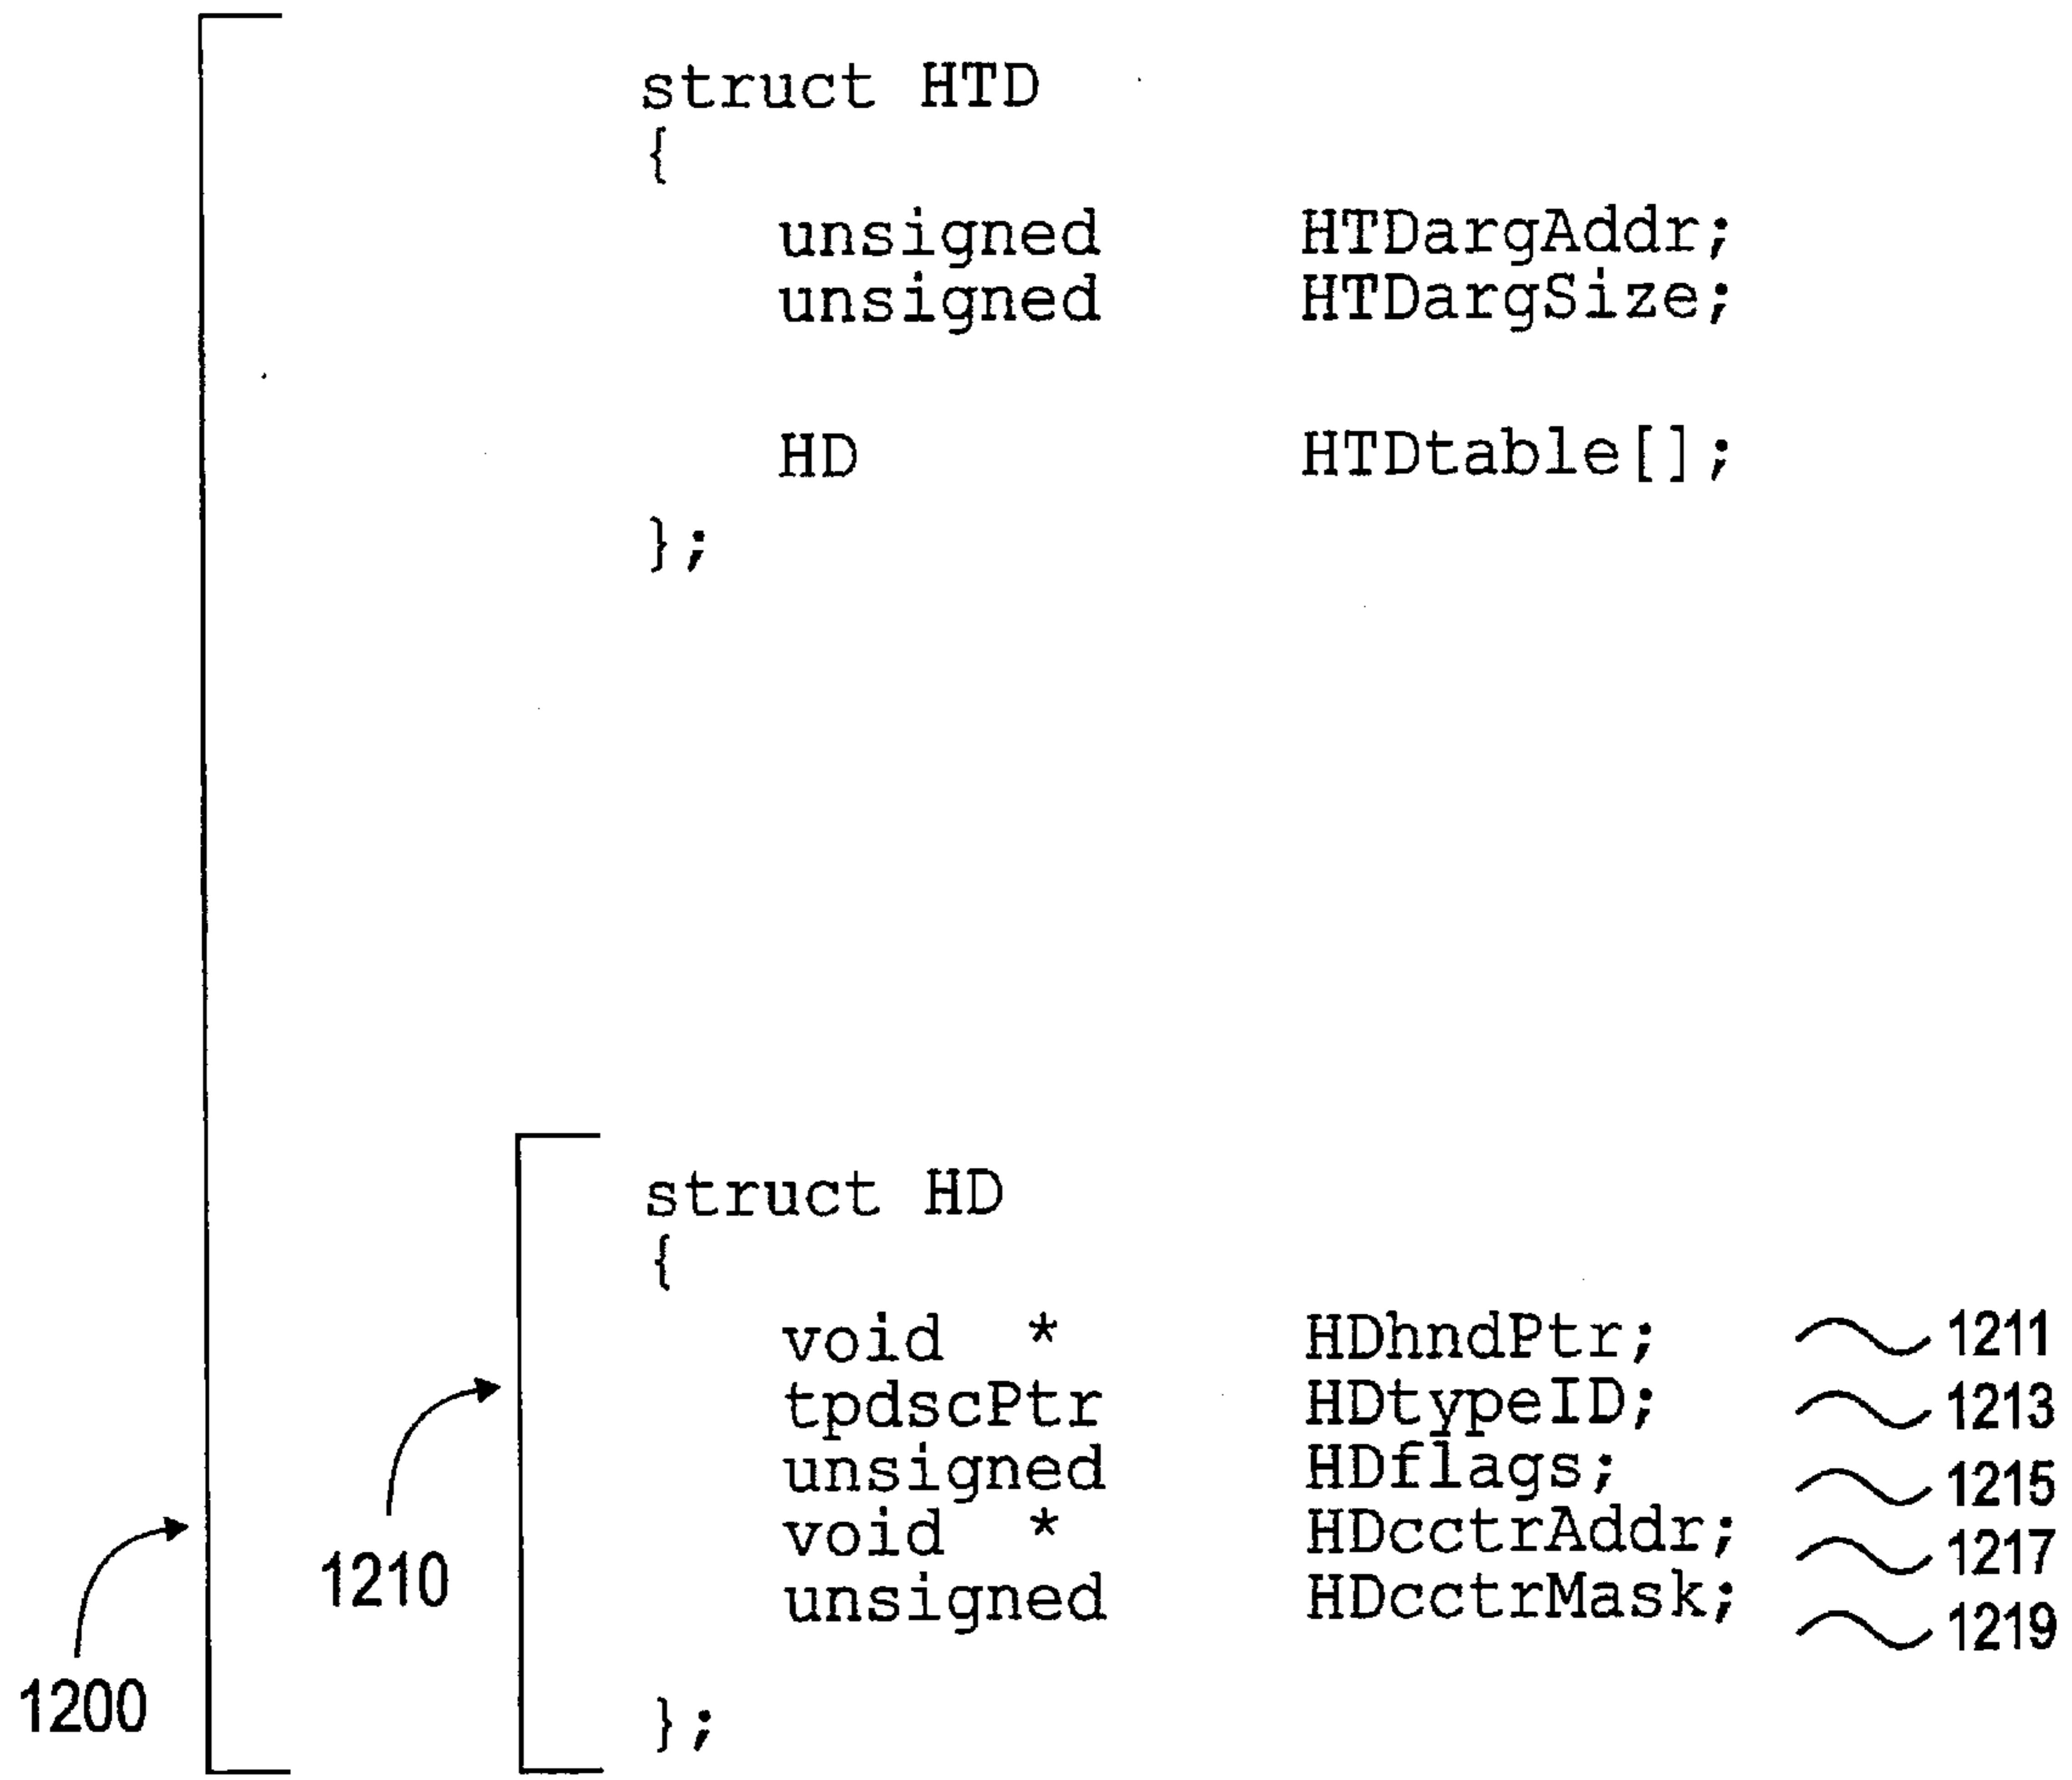 struct HTD
{
unsigned HTDargAddr;
unsigned HTDargSize;
HD HTDtable[];
};
struct HD
{
void * HDhndPtr; 1211
tpdscPtr HDtypeID; 1213
unsigned HDflags; 1215
void * HDcctrAddr; 1217
unsigned HDcctrMask; 1219
};
1210
1200